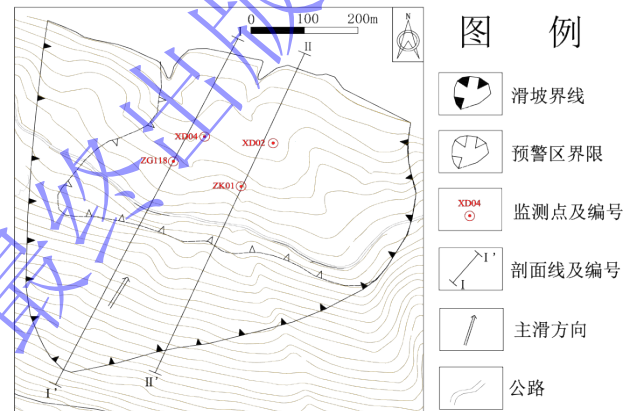 0 100 200m
N
I
II
XD04
XD02
ZG118
ZK01
I'
II'
图 例
滑坡界线
预警区界限
XD04
监测点及编号
I'
I
剖面线及编号
主滑方向
公路